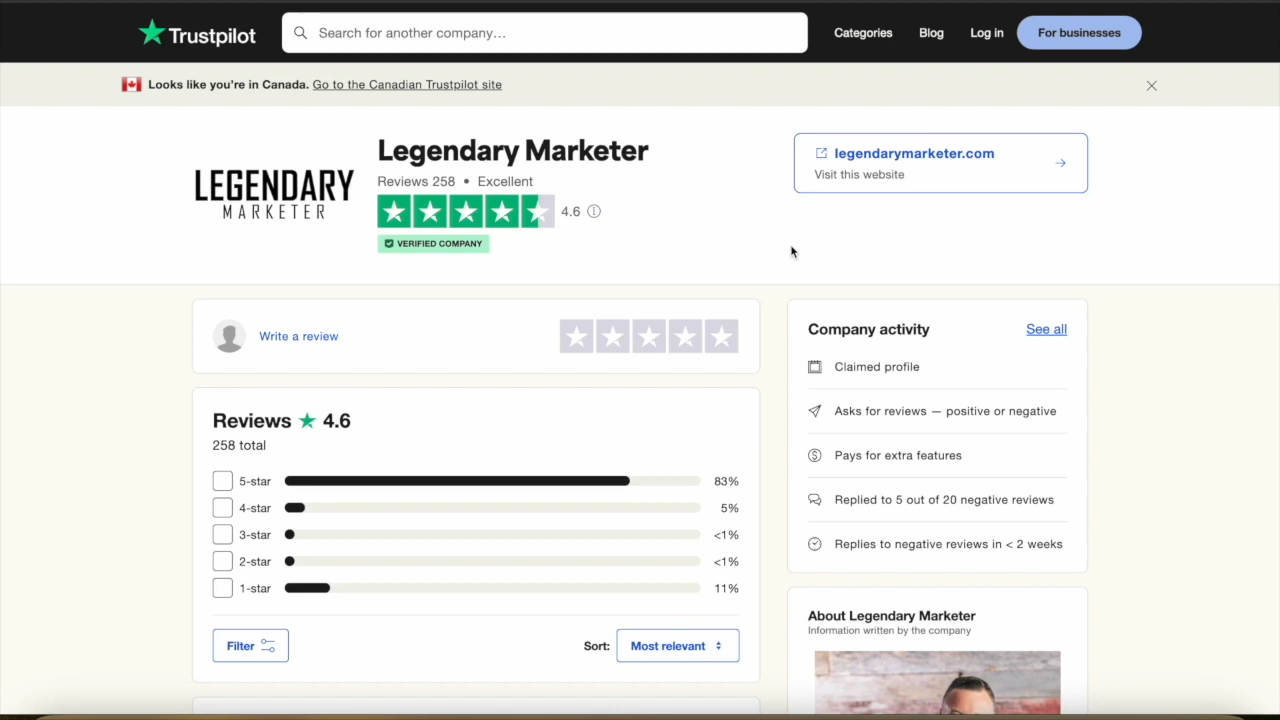 Trustpilot
Search for another company…
Categories
Blog
Log in
For businesses
Looks like you're in Canada. Go to the Canadian Trustpilot site
LEGENDARY
MARKETER
Legendary Marketer
Reviews 258 • Excellent
4.6
VERIFIED COMPANY
legendarymarketer.com
Visit this website
Write a review
Reviews ★ 4.6
258 total
5-star 83%
4-star 5%
3-star <1%
2-star <1%
1-star 11%
Filter
Sort: Most relevant
Company activity
See all
Claimed profile
Asks for reviews — positive or negative
Pays for extra features
Replied to 5 out of 20 negative reviews
Replies to negative reviews in < 2 weeks
About Legendary Marketer
Information written by the company